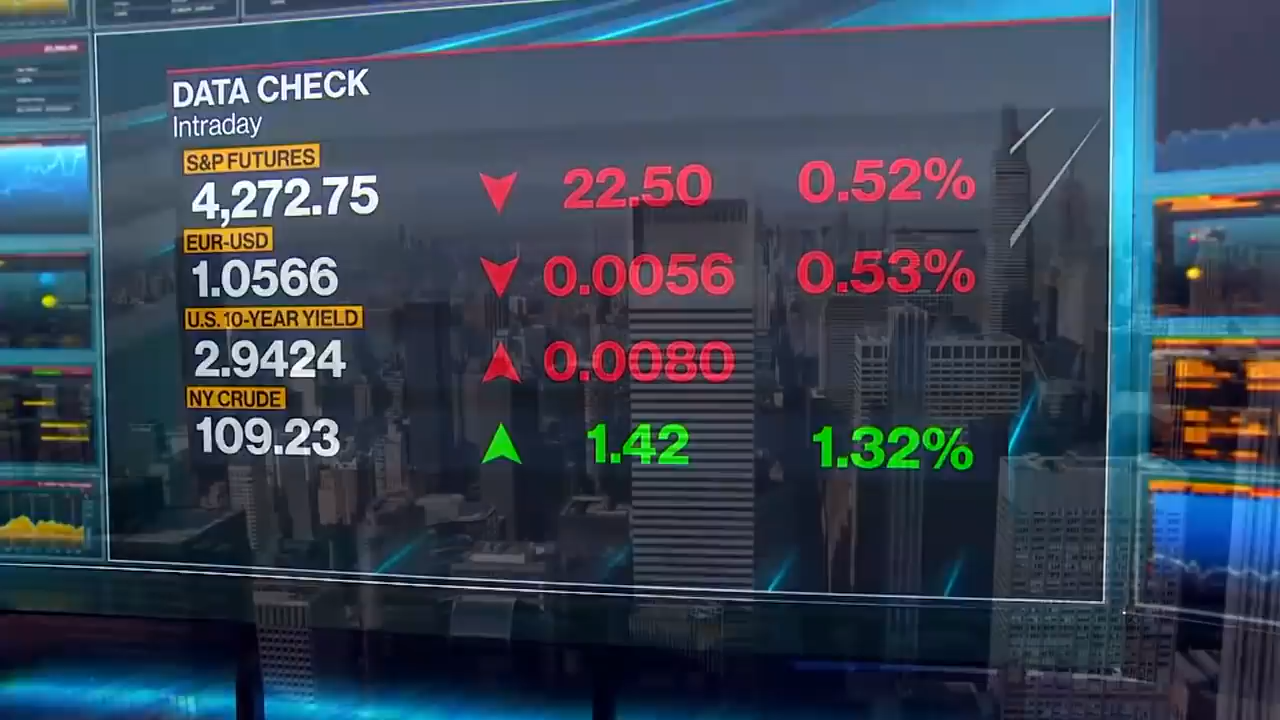 DATA CHECK
Intraday
S&P FUTURES
4,272.75 22.50 0.52%
EUR-USD
1.0566 0.0056 0.53%
U.S. 10-YEAR YIELD
2.9424 0.0080
NY CRUDE
109.23 1.42 1.32%